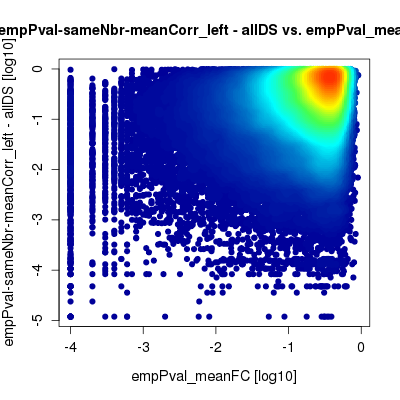 empPval-sameNbr-meanCorr_left - allDS vs. empPval_mea
empPval-sameNbr-meanCorr_left - allDS [log10]
0
-1
-2
-3
-4
-5
-4 -3 -2 -1 0
empPval_meanFC [log10]